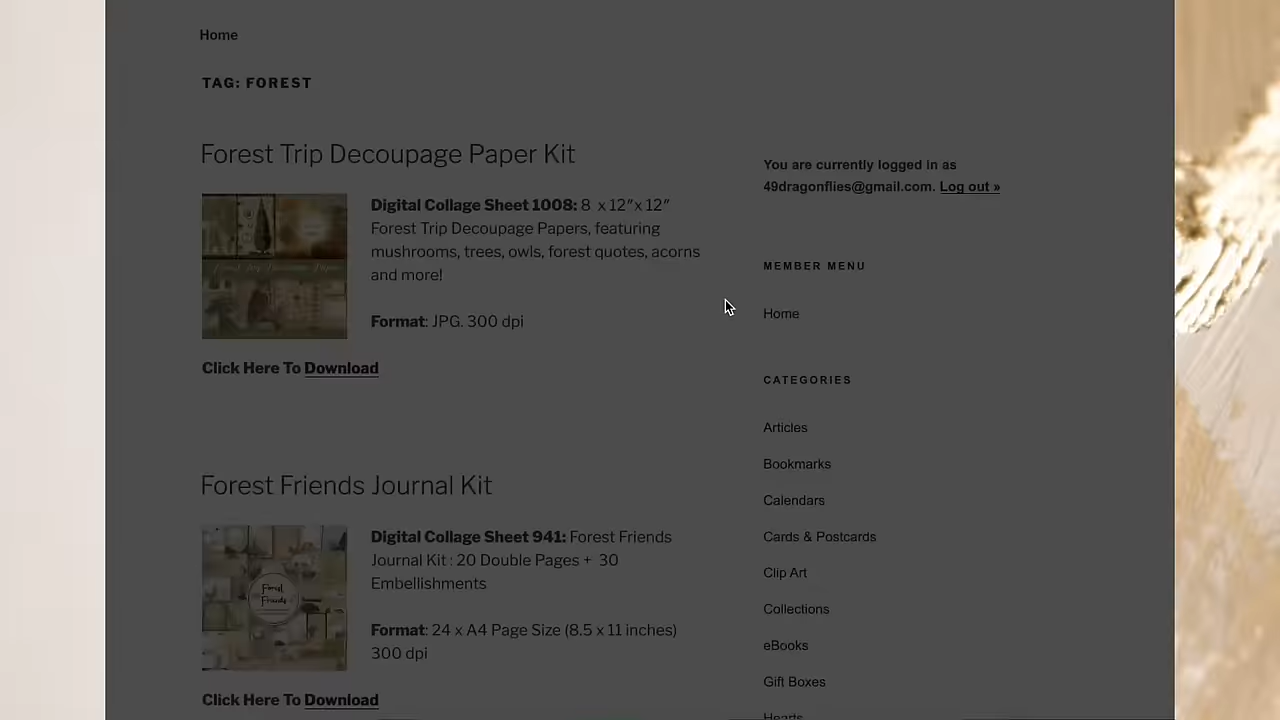 Home
TAG: FOREST
Forest Trip Decoupage Paper Kit
Digital Collage Sheet 1008: 8 x 12″x 12″
Forest Trip Decoupage Papers, featuring
mushrooms, trees, owls, forest quotes, acorns
and more!
Format: JPG. 300 dpi
Click Here To Download
Forest Friends Journal Kit
Forest
Friends
Digital Collage Sheet 941: Forest Friends
Journal Kit : 20 Double Pages + 30
Embellishments
Format: 24 x A4 Page Size (8.5 x 11 inches)
300 dpi
Click Here To Download
You are currently logged in as
49dragonflies@gmail.com. Log out »
MEMBER MENU
Home
CATEGORIES
Articles
Bookmarks
Calendars
Cards & Postcards
Clip Art
Collections
eBooks
Gift Boxes
Hearts